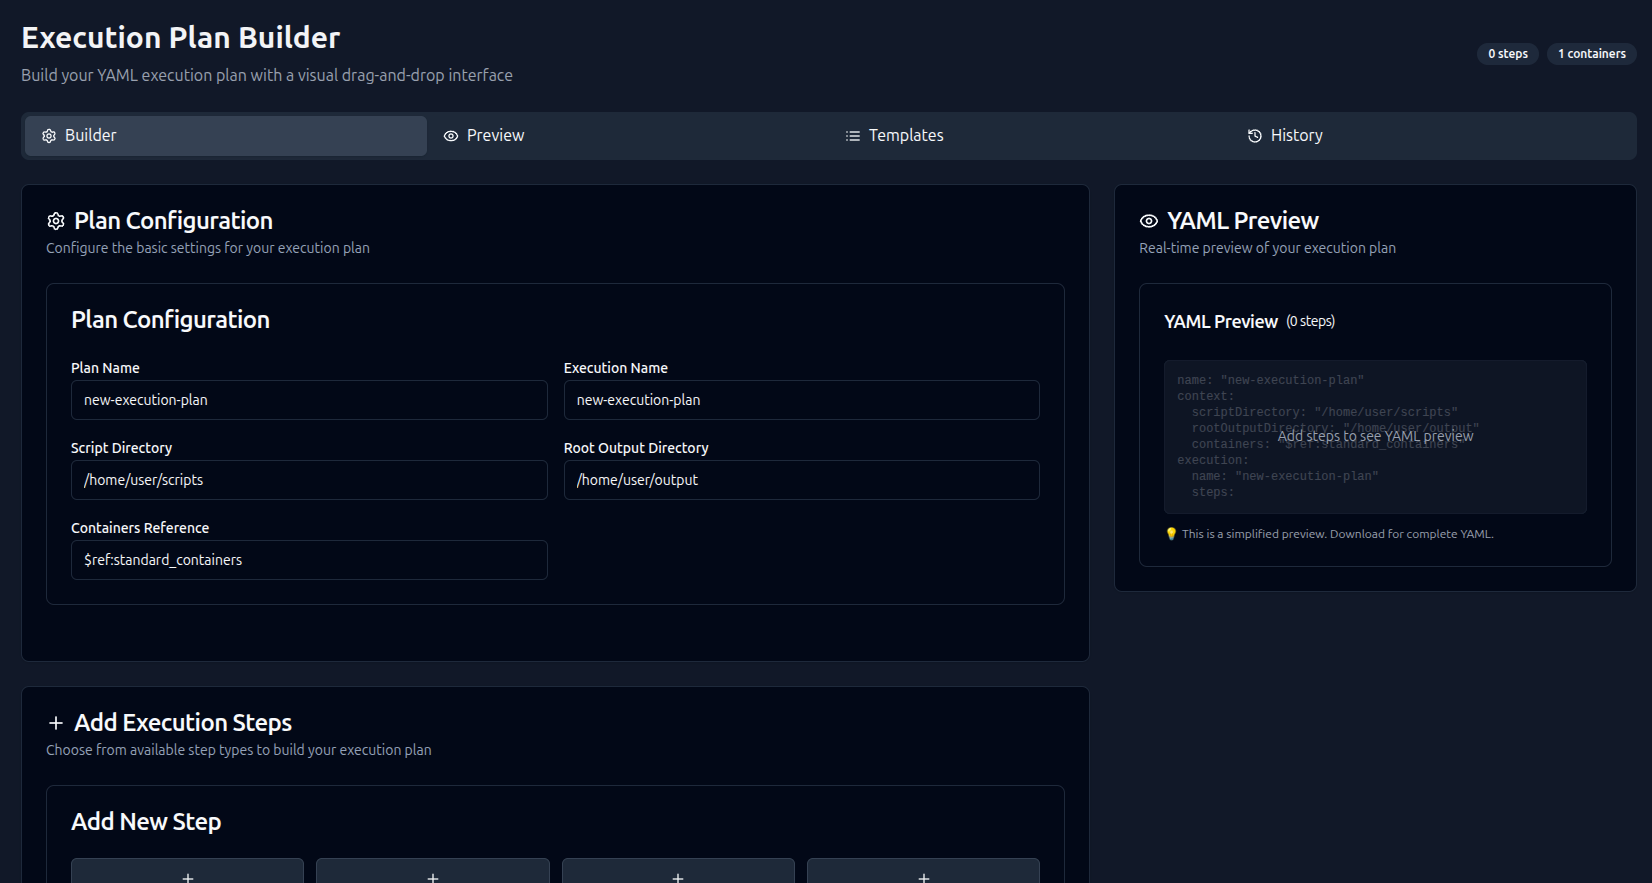 Execution Plan Builder
Build your YAML execution plan with a visual drag-and-drop interface
0 steps
1 containers
Builder
Preview
Templates
History
Plan Configuration
Configure the basic settings for your execution plan
Plan Configuration
Plan Name
Execution Name
new-execution-plan
new-execution-plan
Script Directory
Root Output Directory
/home/user/scripts
/home/user/output
Containers Reference
$ref:standard_containers
YAML Preview
Real-time preview of your execution plan
YAML Preview (0 steps)
name: "new-execution-plan"
context:
scriptDirectory: "/home/user/scripts"
rootOutputDirectory: "/home/user/output"
Add steps to see YAML preview
containers: "$ref:standard_containers"
execution:
name: "new-execution-plan"
steps:
💡 This is a simplified preview. Download for complete YAML.
+ Add Execution Steps
Choose from available step types to build your execution plan
Add New Step
+
+
+
+